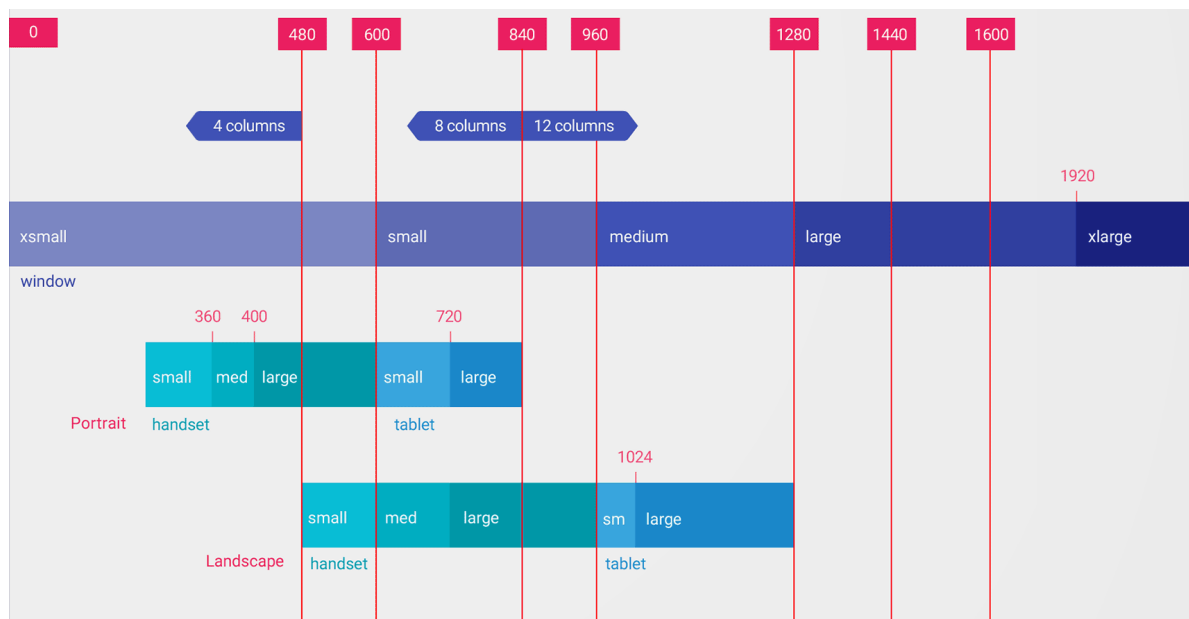 0 480 600 840 960 1280 1440 1600
4 columns 8 columns 12 columns
1920
xsmall small medium large xlarge
window
360 400 720
small med large small large
Portrait handset tablet
1024
small med large sm large
Landscape handset tablet